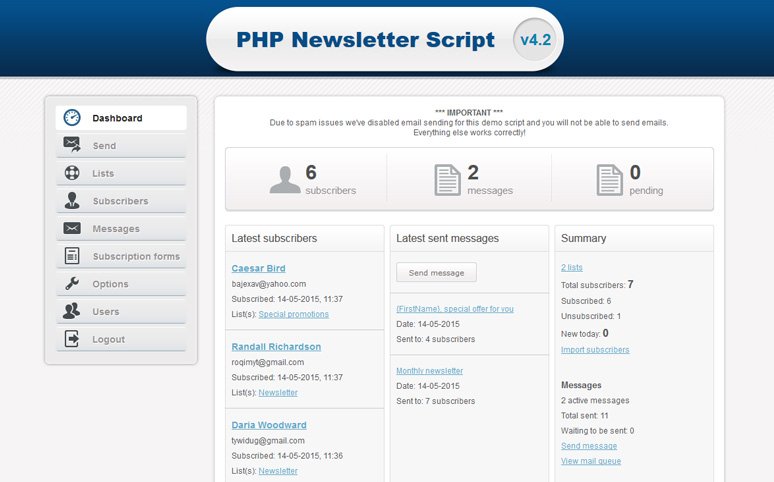 PHP Newsletter Script v4.2
Dashboard
Send
Lists
Subscribers
Messages
Subscription forms
Options
Users
Logout
*** IMPORTANT ***
Due to spam issues we've disabled email sending for this demo script and you will not be able to send emails.
Everything else works correctly!
6
subscribers
2
messages
0
pending
Latest subscribers
Caesar Bird
bajexav@yahoo.com
Subscribed: 14-05-2015, 11:37
List(s): Special promotions
Randall Richardson
roqimyt@gmail.com
Subscribed: 14-05-2015, 11:37
List(s): Newsletter
Daria Woodward
tywidug@gmail.com
Subscribed: 14-05-2015, 11:36
List(s): Newsletter
Latest sent messages
Send message
{FirstName}, special offer for you
Date: 14-05-2015
Sent to: 4 subscribers
Monthly newsletter
Date: 14-05-2015
Sent to: 7 subscribers
Summary
2 lists
Total subscribers: 7
Subscribed: 6
Unsubscribed: 1
New today: 0
Import subscribers
Messages
2 active messages
Total sent: 11
Waiting to be sent: 0
Send message
View mail queue